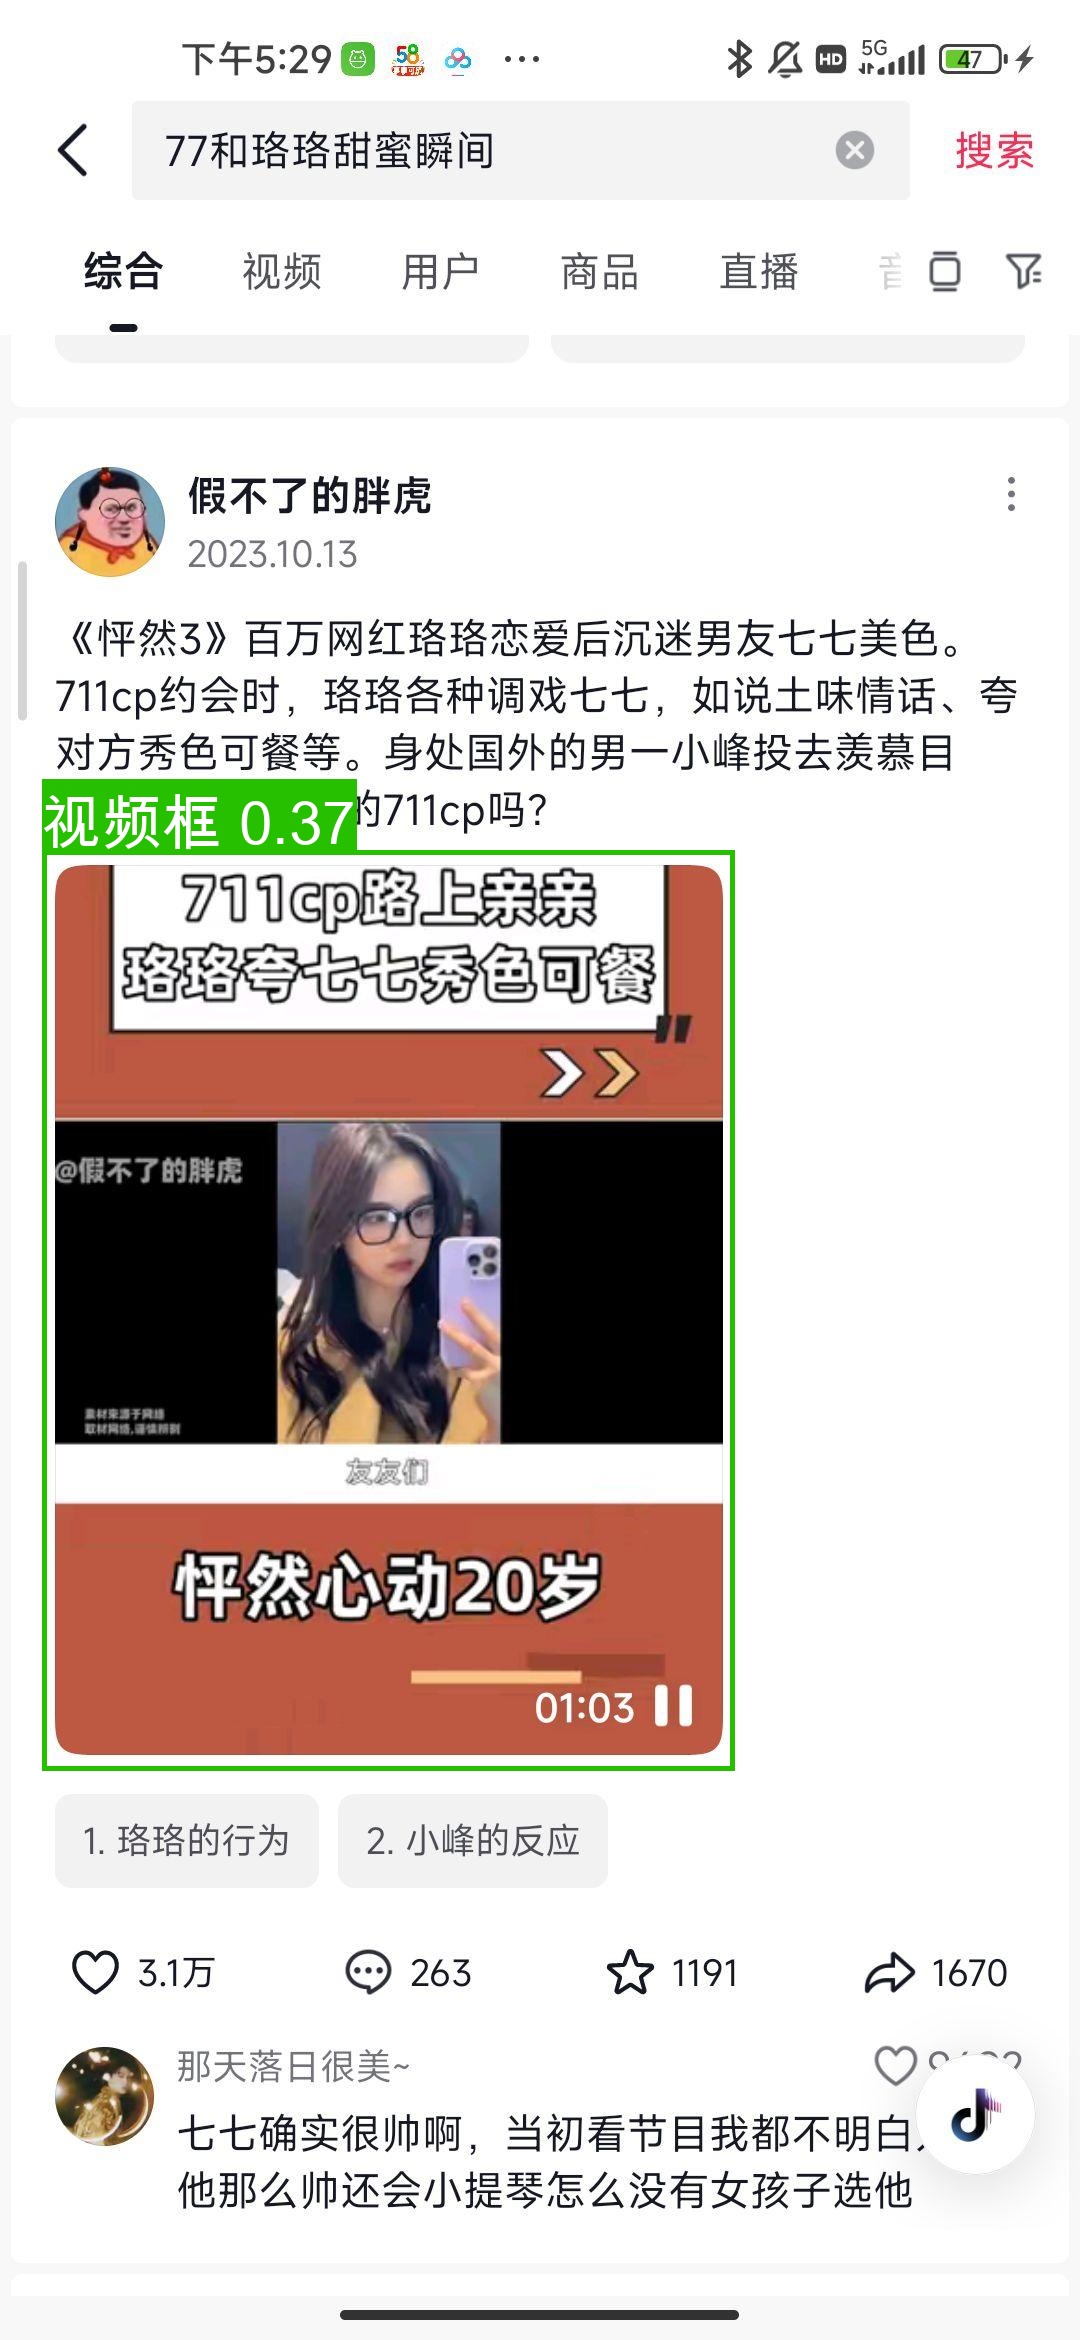 下午5:29
58
HD
5G
47
77和珞珞甜蜜瞬间
搜索
综合
视频
用户
商品
直播
假不了的胖虎
2023.10.13
《怦然3》百万网红珞珞恋爱后沉迷男友七七美色。
711cp约会时，珞珞各种调戏七七，如说土味情话、夸
对方秀色可餐等。身处国外的男一小峰投去羡慕目
的711cp吗？
视频框 0.37
711cp路上亲亲
珞珞夸七七秀色可餐
@假不了的胖虎
素材来源于网络
取材网络,谨慎辨别
友友们
怦然心动20岁
01:03
1. 珞珞的行为
2. 小峰的反应
3.1万
263
1191
1670
那天落日很美~
七七确实很帅啊，当初看节目我都不明白
他那么帅还会小提琴怎么没有女孩子选他